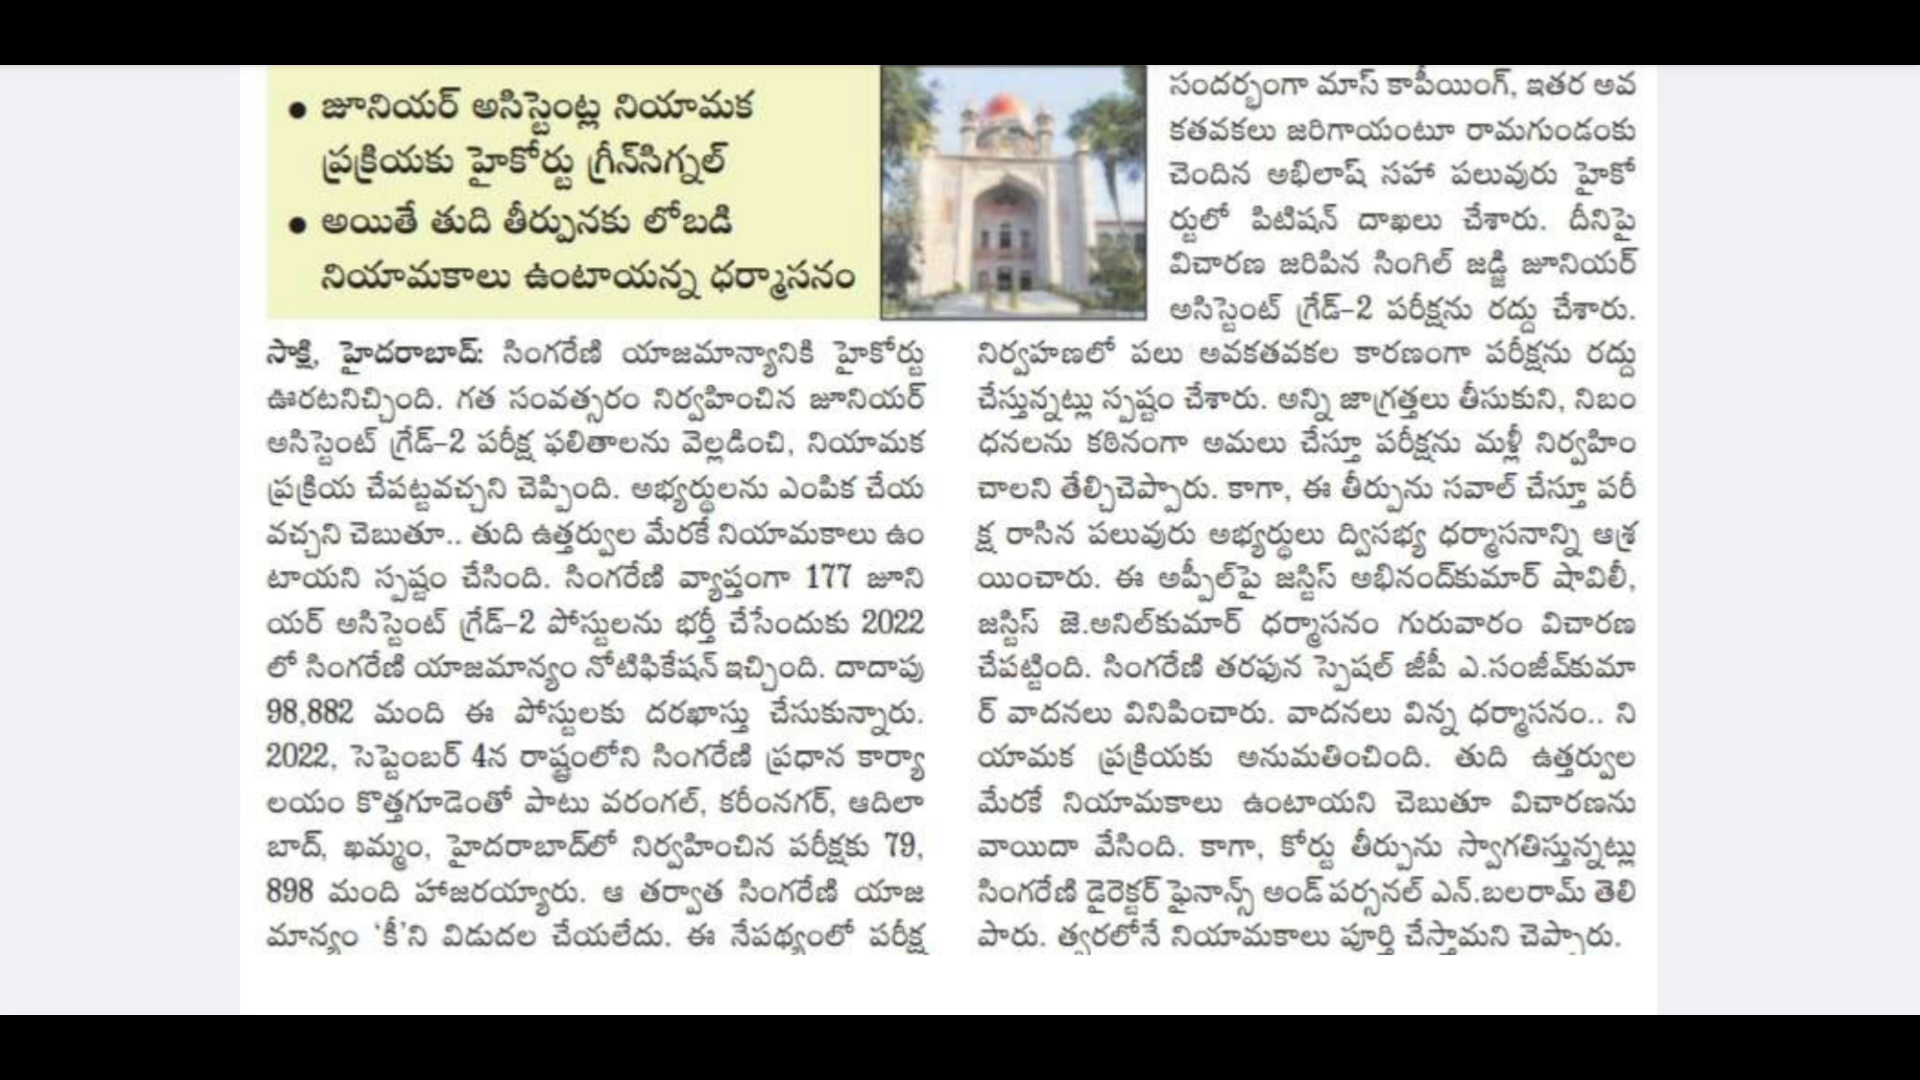 • జూనియర్ అసిస్టెంట్ల నియామక
ప్రక్రియకు హైకోర్టు గ్రీన్‌సిగ్నల్
• అయితే తుది తీర్పునకు లోబడి
నియామకాలు ఉంటాయన్న ధర్మాసనం
సాక్షి, హైదరాబాద్: సింగరేణి యాజమాన్యానికి హైకోర్టు
ఊరటనిచ్చింది. గత సంవత్సరం నిర్వహించిన జూనియర్
అసిస్టెంట్ గ్రేడ్–2 పరీక్ష ఫలితాలను వెల్లడించి, నియామక
ప్రక్రియ చేపట్టవచ్చని చెప్పింది. అభ్యర్థులను ఎంపిక చేయ
వచ్చని చెబుతూ.. తుది ఉత్తర్వుల మేరకే నియామకాలు ఉం
టాయని స్పష్టం చేసింది. సింగరేణి వ్యాప్తంగా 177 జూని
యర్ అసిస్టెంట్ గ్రేడ్–2 పోస్టులను భర్తీ చేసేందుకు 2022
లో సింగరేణి యాజమాన్యం నోటిఫికేషన్ ఇచ్చింది. దాదాపు
98,882 మంది ఈ పోస్టులకు దరఖాస్తు చేసుకున్నారు.
2022, సెప్టెంబర్ 4న రాష్ట్రంలోని సింగరేణి ప్రధాన కార్యా
లయం కొత్తగూడెంతో పాటు వరంగల్, కరీంనగర్, ఆదిలా
బాద్, ఖమ్మం, హైదరాబాద్‌లో నిర్వహించిన పరీక్షకు 79,
898 మంది హాజరయ్యారు. ఆ తర్వాత సింగరేణి యాజ
మాన్యం ‘కీ’ని విడుదల చేయలేదు. ఈ నేపథ్యంలో పరీక్ష
సందర్భంగా మాస్ కాపీయింగ్, ఇతర అవ
కతవకలు జరిగాయంటూ రామగుండంకు
చెందిన అభిలాష్ సహా పలువురు హైకో
ర్టులో పిటిషన్ దాఖలు చేశారు. దీనిపై
విచారణ జరిపిన సింగిల్ జడ్జి జూనియర్
అసిస్టెంట్ గ్రేడ్–2 పరీక్షను రద్దు చేశారు.
నిర్వహణలో పలు అవకతవకల కారణంగా పరీక్షను రద్దు
చేస్తున్నట్లు స్పష్టం చేశారు. అన్ని జాగ్రత్తలు తీసుకుని, నిబం
ధనలను కఠినంగా అమలు చేస్తూ పరీక్షను మళ్లీ నిర్వహిం
చాలని తేల్చిచెప్పారు. కాగా, ఈ తీర్పును సవాల్ చేస్తూ పరీ
క్ష రాసిన పలువురు అభ్యర్థులు ద్విసభ్య ధర్మాసనాన్ని ఆశ్ర
యించారు. ఈ అప్పీల్‌పై జస్టిస్ అభినంద్‌కుమార్ షావిలీ,
జస్టిస్ జె.అనిల్‌కుమార్ ధర్మాసనం గురువారం విచారణ
చేపట్టింది. సింగరేణి తరఫున స్పెషల్ జీపీ ఎ.సంజీవ్‌కుమా
ర్ వాదనలు వినిపించారు. వాదనలు విన్న ధర్మాసనం.. ని
యామక ప్రక్రియకు అనుమతించింది. తుది ఉత్తర్వుల
మేరకే నియామకాలు ఉంటాయని చెబుతూ విచారణను
వాయిదా వేసింది. కాగా, కోర్టు తీర్పును స్వాగతిస్తున్నట్లు
సింగరేణి డైరెక్టర్ ఫైనాన్స్ అండ్ పర్సనల్ ఎన్.బలరామ్ తెలి
పారు. త్వరలోనే నియామకాలు పూర్తి చేస్తామని చెప్పారు.